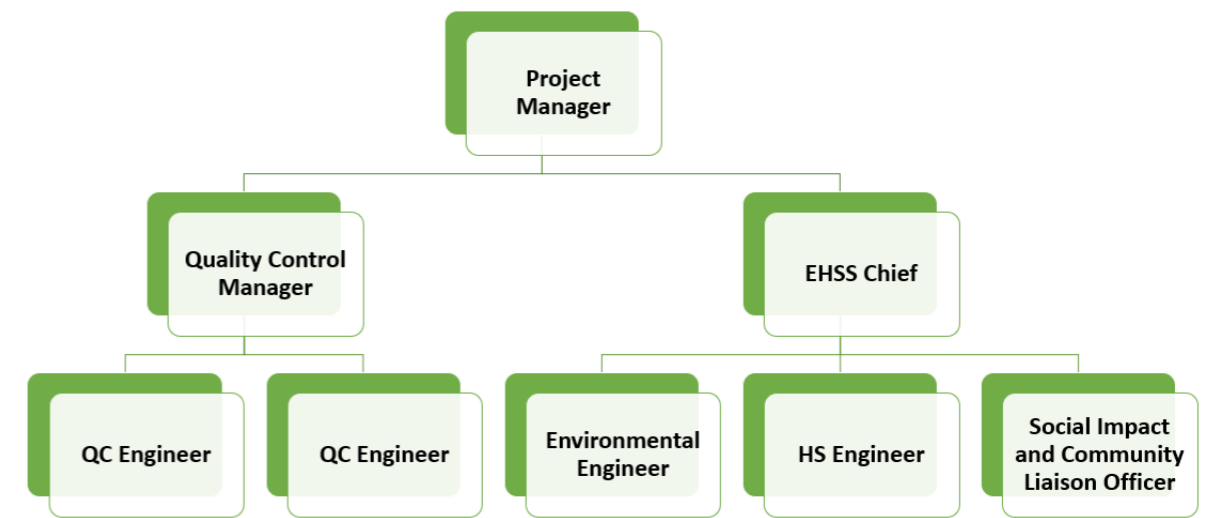 Project
Manager
Quality Control
Manager
EHSS Chief
QC Engineer
QC Engineer
Environmental
Engineer
HS Engineer
Social Impact
and Community
Liaison Officer